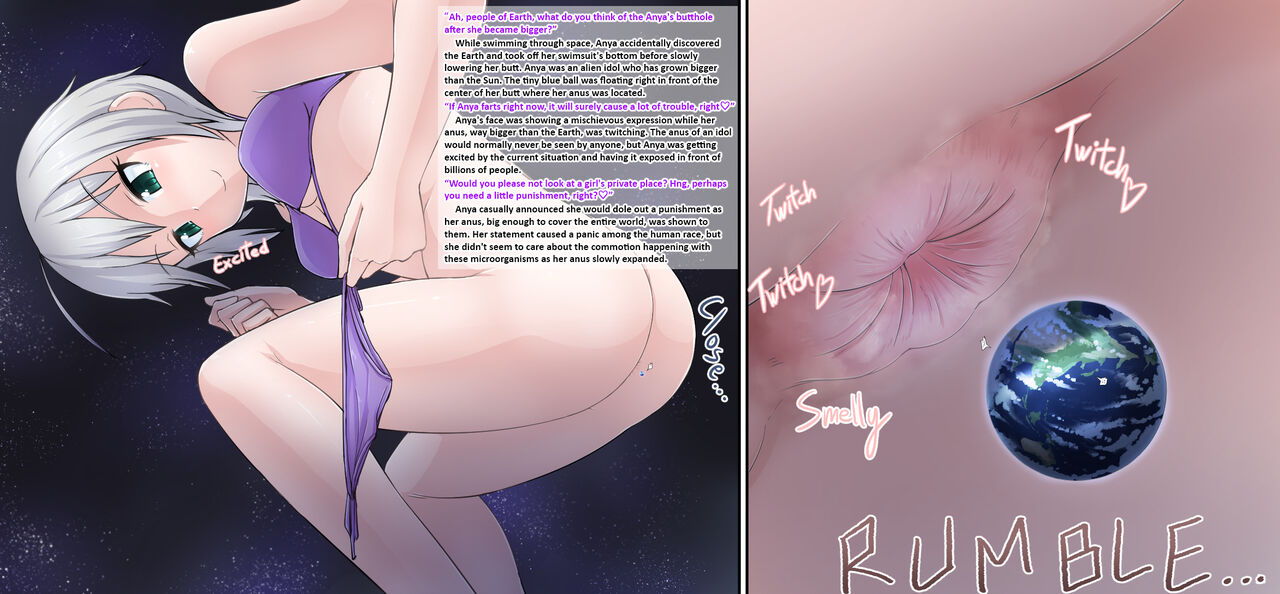 "Ah, people of Earth, what do you think of the Anya's butthole
after she became bigger?"
While swimming through space, Anya accidentally discovered
the Earth and took off her swimsuit's bottom before slowly
lowering her butt. Anya was an alien idol who has grown bigger
than the Sun. The tiny blue ball was floating right in front of the
center of her butt where her anus was located.
"If Anya farts right now, it will surely cause a lot of trouble, right♡"
Anya's face was showing a mischievous expression while her
anus, way bigger than the Earth, was twitching. The anus of an idol
would normally never be seen by anyone, but Anya was getting
excited by the current situation and having it exposed in front of
billions of people.
"Would you please not look at a girl's private place? Hng, perhaps
you need a little punishment, right?♡"
Anya casually announced she would dole out a punishment as
her anus, big enough to cover the entire world, was shown to
them. Her statement caused a panic among the human race, but
she didn't seem to care about the commotion happening with
these microorganisms as her anus slowly expanded.
Excited
Close...
Twitch♡
Twitch
Twitch♡
Smelly
RUMBLE...